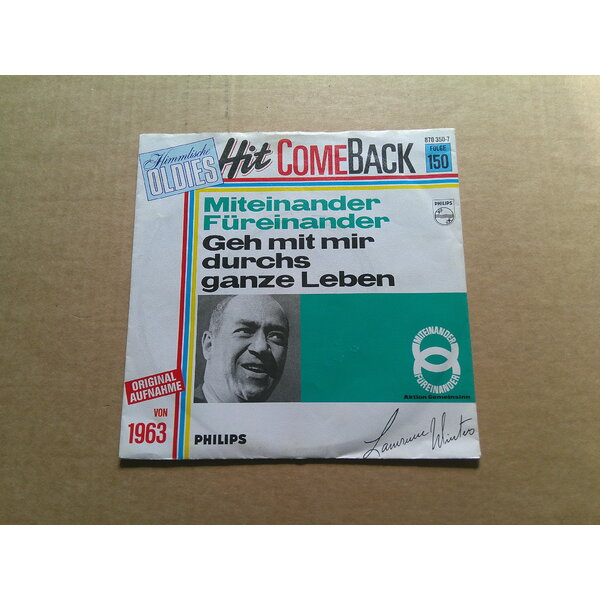 Himmlische
OLDIES
Hit COMEBACK
878 350-7
FOLGE
150
Miteinander
Füreinander
Geh mit mir
durchs
ganze Leben
PHILIPS
MITEINANDER
FÜREINANDER
Aktion Gemeinsinn
ORIGINAL
AUFNAHME
VON
1963
PHILIPS
Lawrence Winters